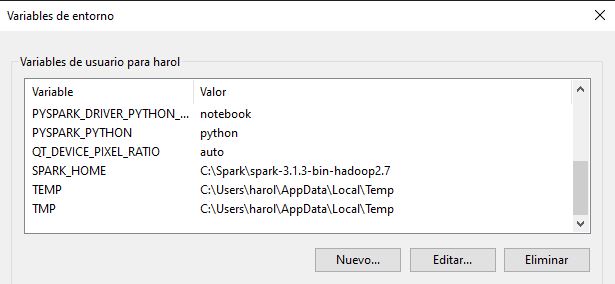 Variables de entorno
Variables de usuario para harol
Variable Valor
PYSPARK_DRIVER_PYTHON_... notebook
PYSPARK_PYTHON python
QT_DEVICE_PIXEL_RATIO auto
SPARK_HOME C:\Spark\spark-3.1.3-bin-hadoop2.7
TEMP C:\Users\harol\AppData\Local\Temp
TMP C:\Users\harol\AppData\Local\Temp
Nuevo... Editar... Eliminar